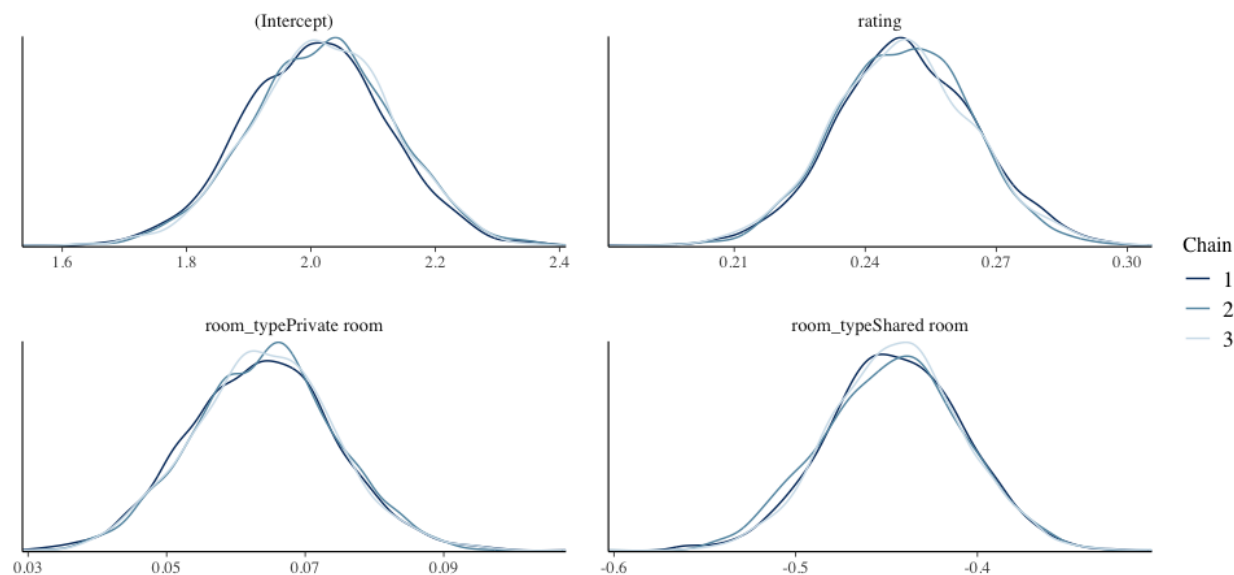 (Intercept)
rating
1.6 1.8 2.0 2.2 2.4
0.21 0.24 0.27 0.30
Chain
1
2
3
room_typePrivate room
room_typeShared room
0.03 0.05 0.07 0.09
-0.6 -0.5 -0.4